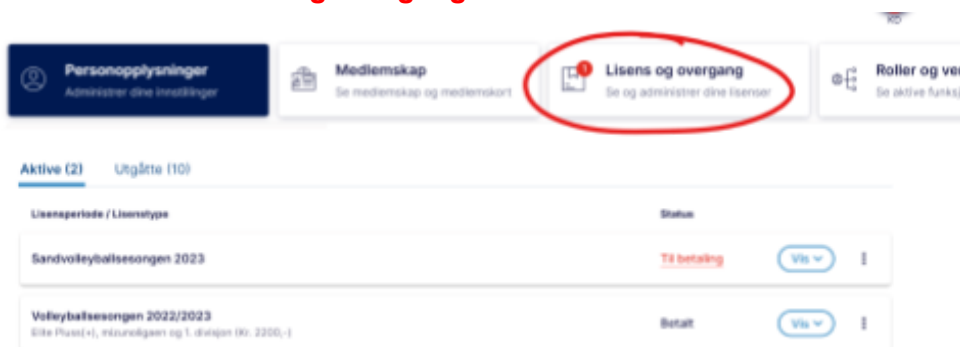 KD
Personopplysninger
Administrer dine innstillinger
Medlemskap
Se medlemskap og medlemskort
1
Lisens og overgang
Se og administrer dine lisenser
Roller og
Se aktive
Aktive (2)
Utgåtte (10)
Lisensperiode / Lisenstype
Status
Sandvolleyballsesongen 2023
Til betaling
Vis
Volleyballsesongen 2022/2023
Elite Pluss(+), mizunoligaen og 1. divisjon (Kr. 2200,-)
Betalt
Vis